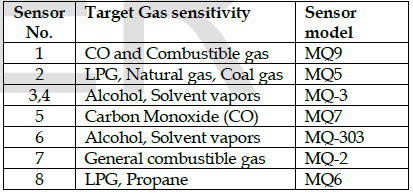 Sensor No. Target Gas sensitivity Sensor model
1 CO and Combustible gas MQ9
2 LPG, Natural gas, Coal gas MQ5
3,4 Alcohol, Solvent vapors MQ-3
5 Carbon Monoxide (CO) MQ7
6 Alcohol, Solvent vapors MQ-303
7 General combustible gas MQ-2
8 LPG, Propane MQ6